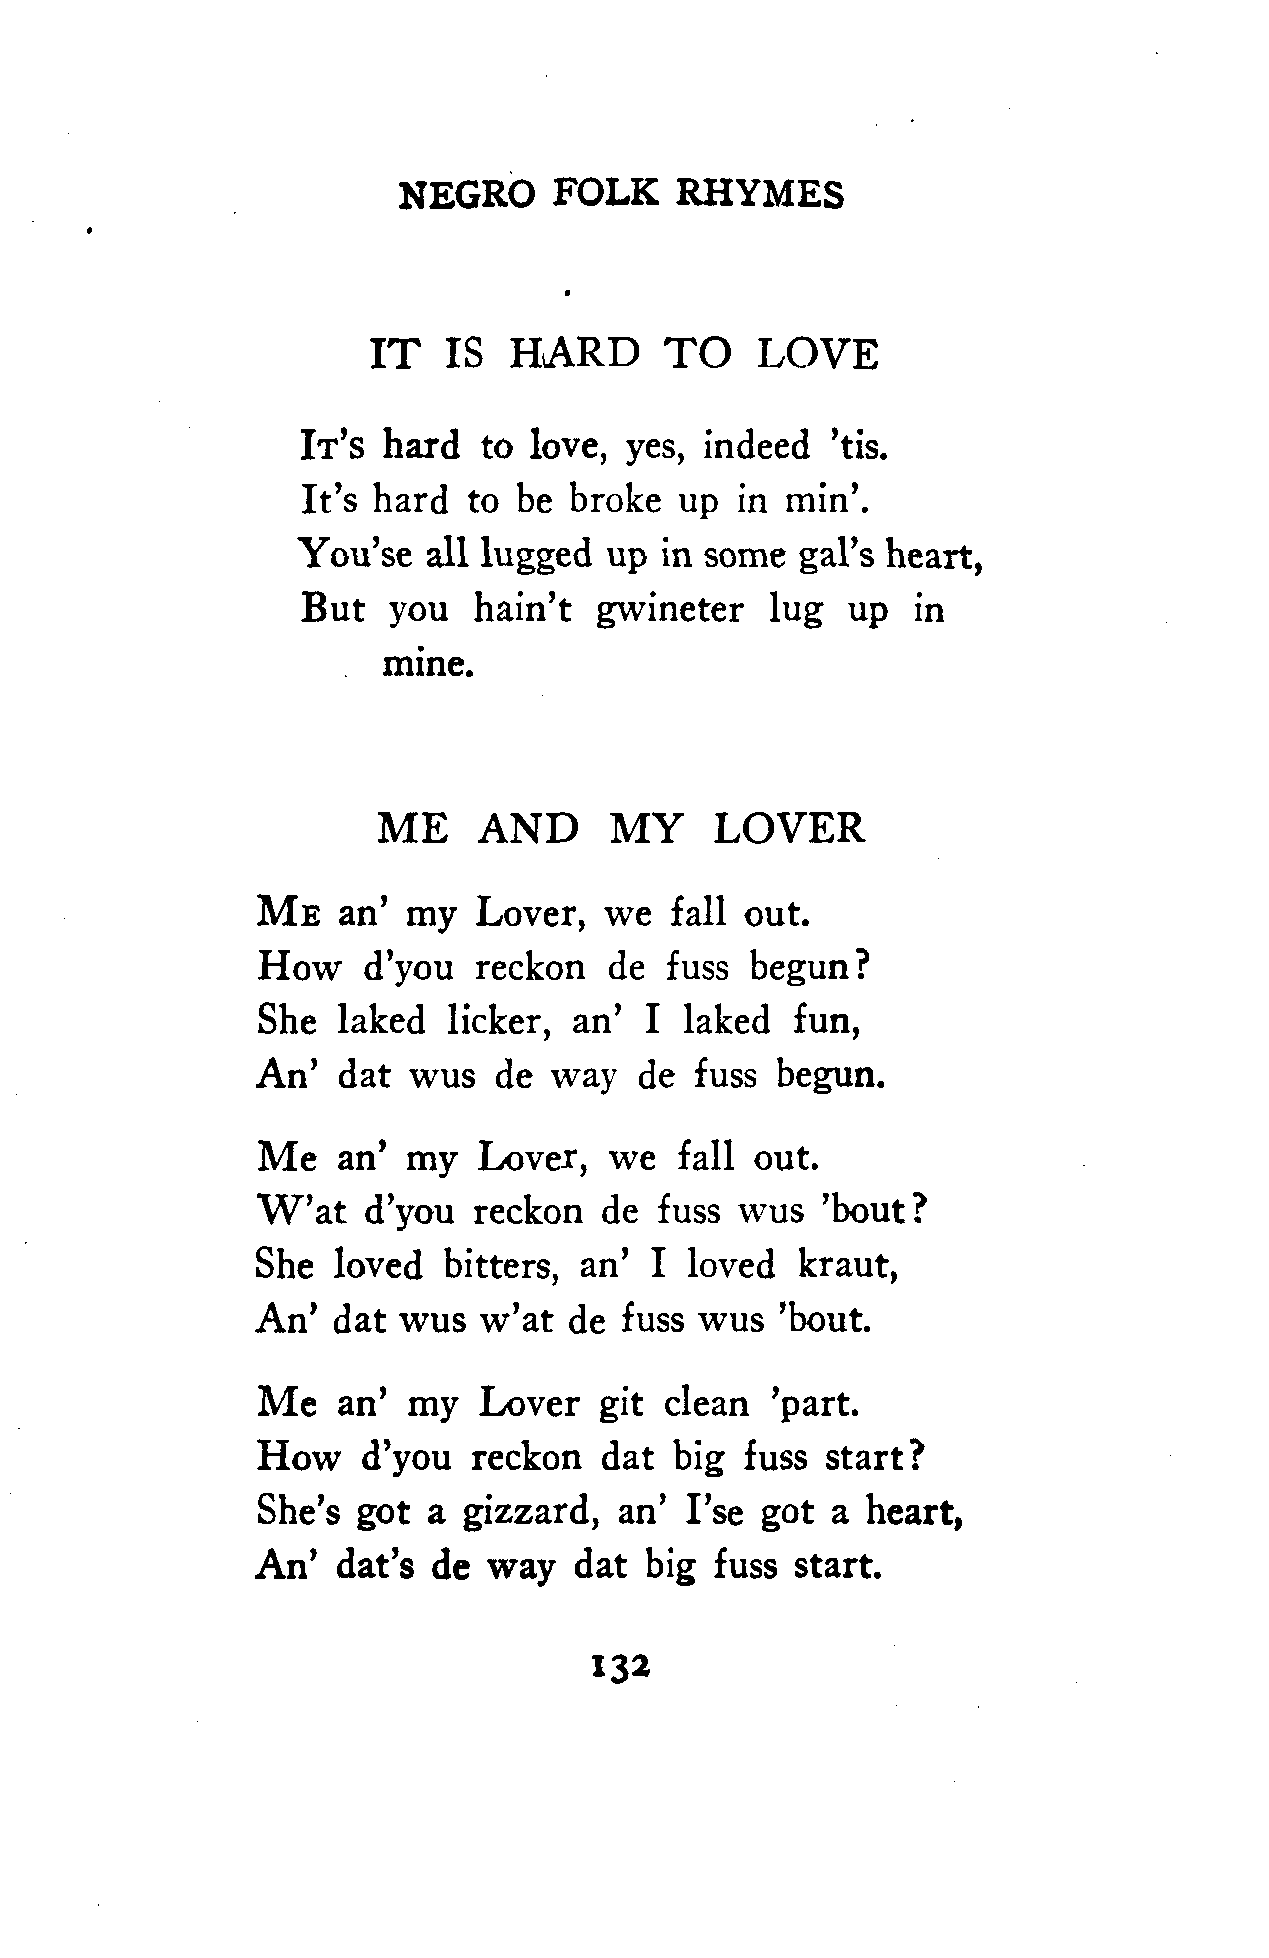 NEGRO FOLK RHYMES
IT IS HARD TO LOVE
IT's hard to love, yes, indeed 'tis.
It's hard to be broke up in min'.
You'se all lugged up in some gal's heart,
But you hain't gwineter lug up in
mine.
ME AND MY LOVER
ME an' my Lover, we fall out.
How d'you reckon de fuss begun?
She laked licker, an' I laked fun,
An' dat wus de way de fuss begun.
Me an' my Lover, we fall out.
W'at d'you reckon de fuss wus 'bout?
She loved bitters, an' I loved kraut,
An' dat wus w'at de fuss wus 'bout.
Me an' my Lover git clean 'part.
How d'you reckon dat big fuss start?
She's got a gizzard, an' I'se got a heart,
An' dat's de way dat big fuss start.
132